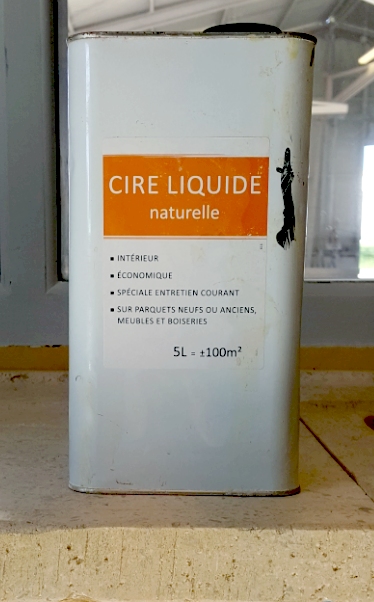 CIRE LIQUIDE
naturelle
▪ INTÉRIEUR
▪ ÉCONOMIQUE
▪ SPÉCIALE ENTRETIEN COURANT
▪ SUR PARQUETS NEUFS OU ANCIENS,
MEUBLES ET BOISERIES
5L = ±100m²